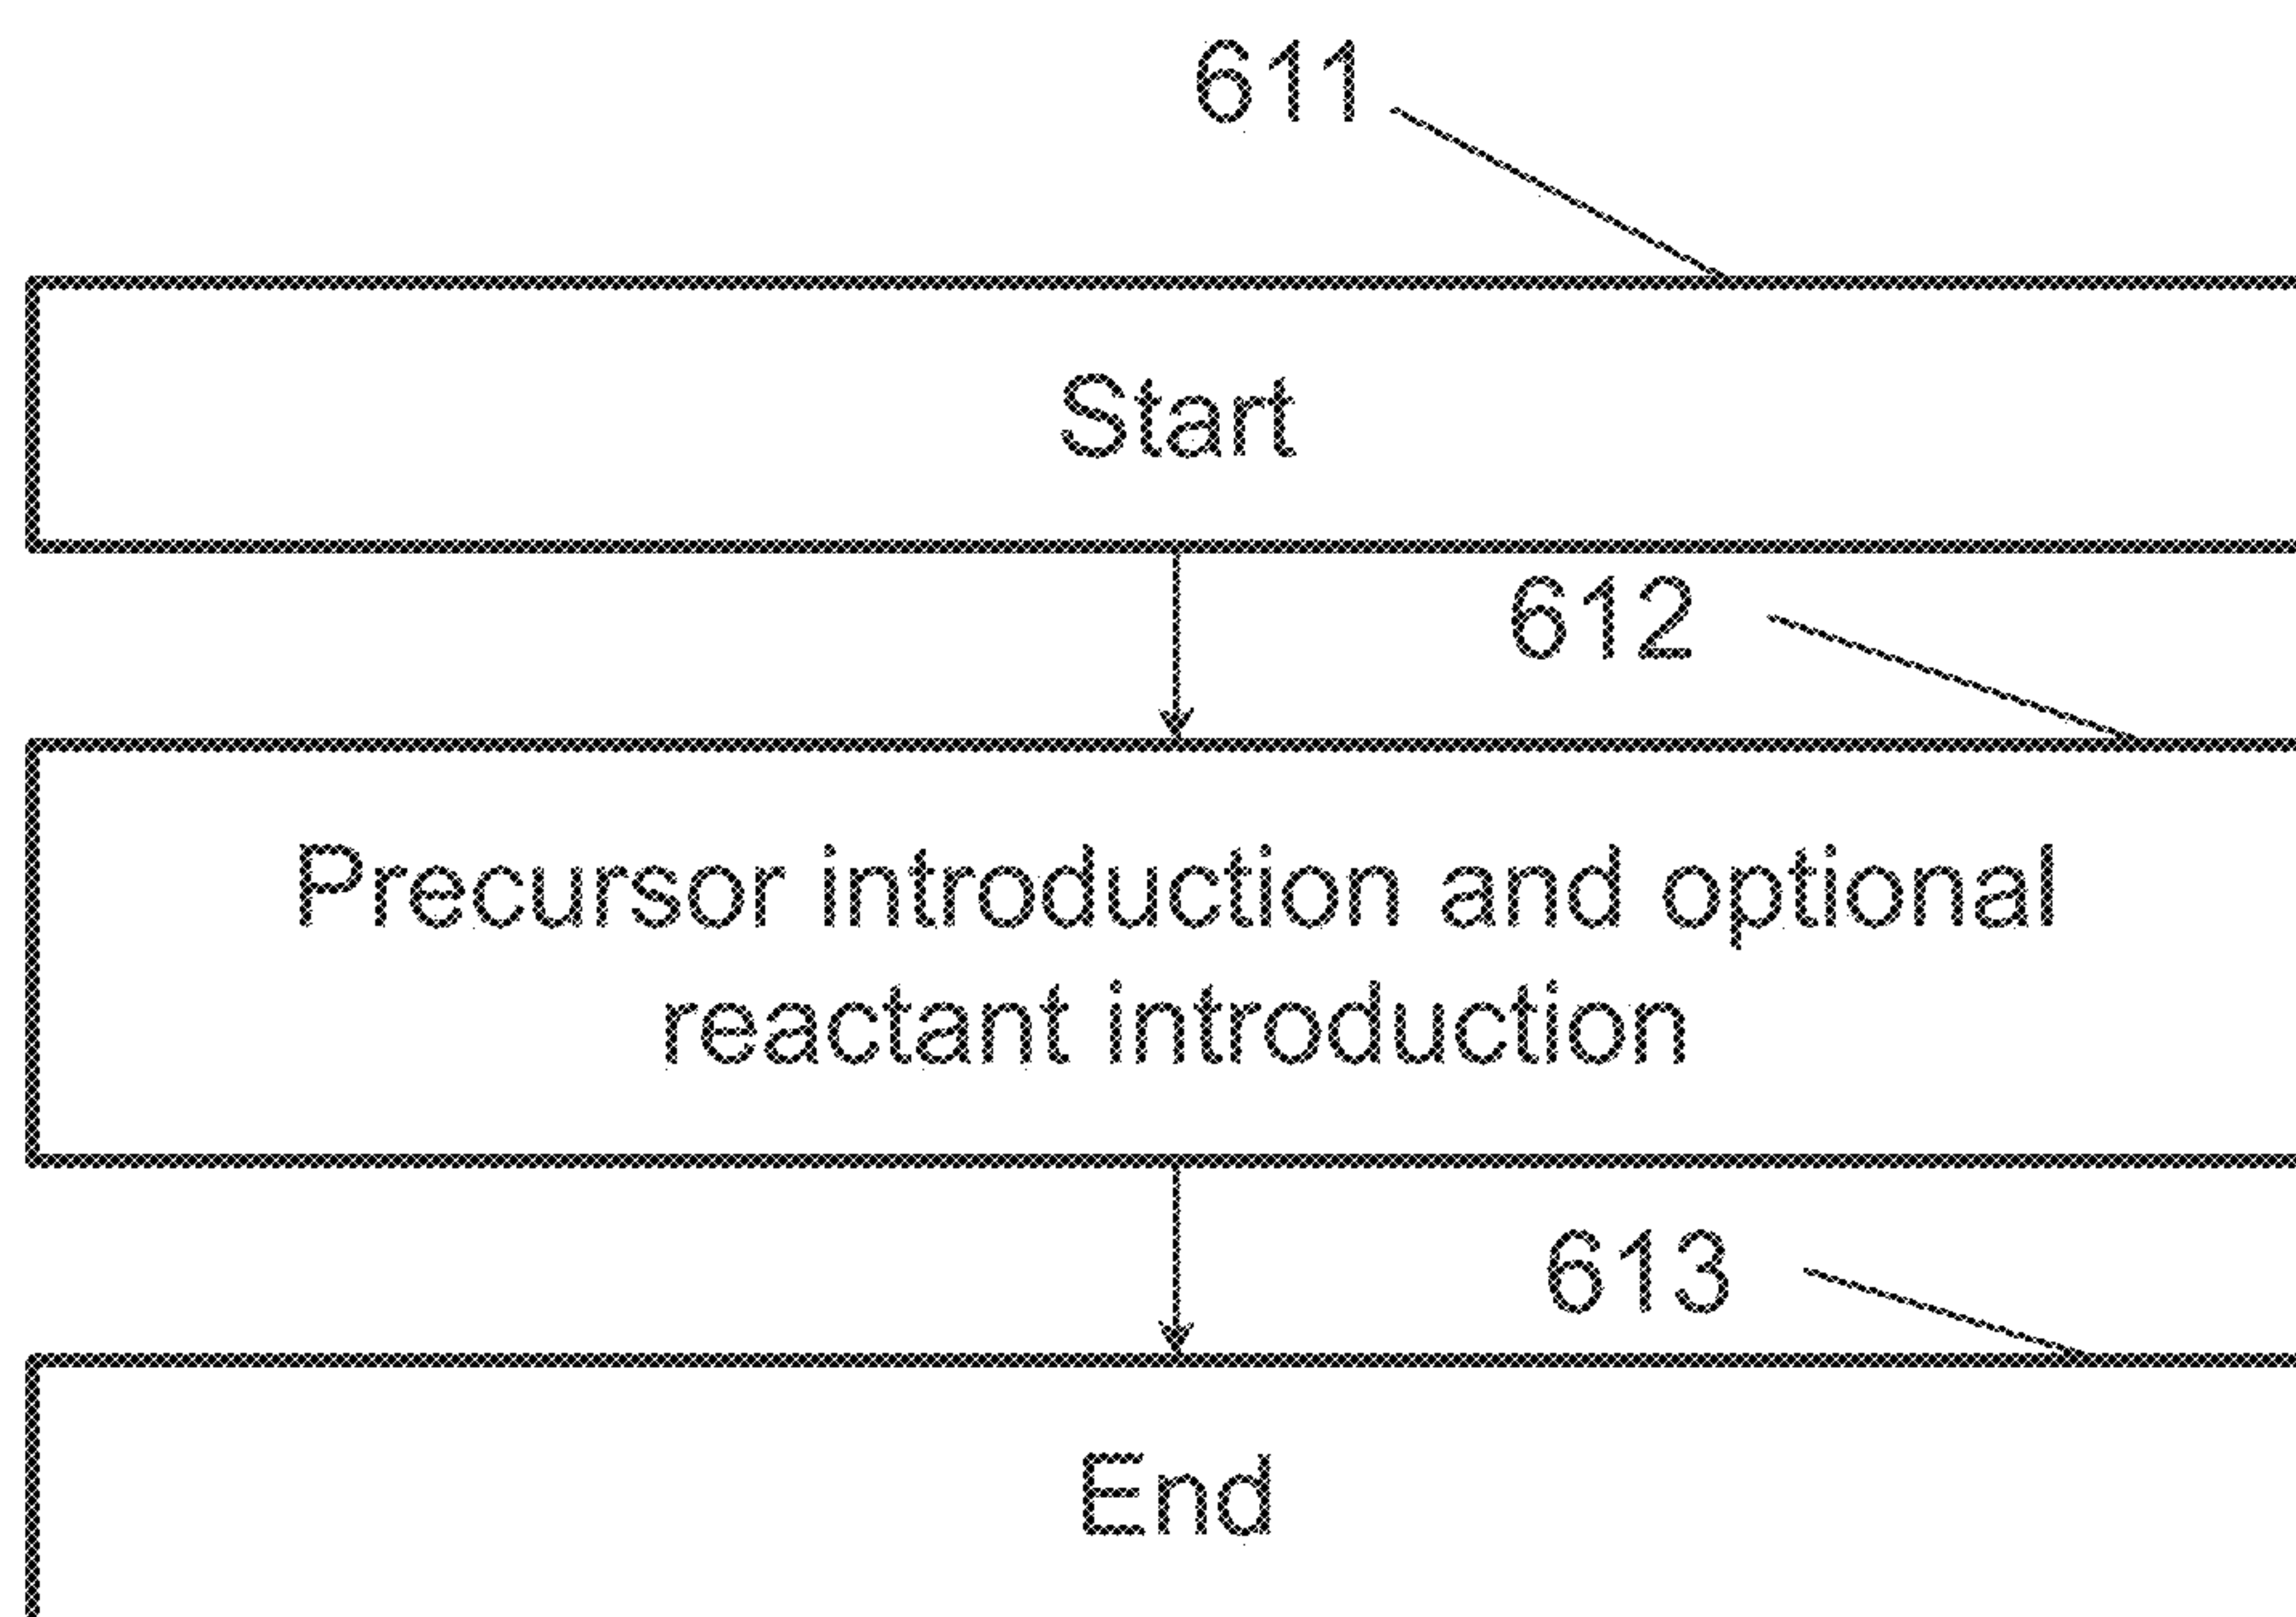 611
Start
612
Precursor introduction and optional
reactant introduction
613
End